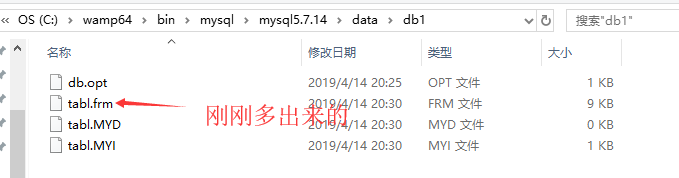 OS (C:) › wamp64 › bin › mysql › mysql5.7.14 › data › db1
搜索"db1"
名称 修改日期 类型 大小
db.opt 2019/4/14 20:25 OPT 文件 1 KB
tabl.frm 2019/4/14 20:30 FRM 文件 9 KB
tabl.MYD 2019/4/14 20:30 MYD 文件 0 KB
tabl.MYI 2019/4/14 20:30 MYI 文件 1 KB
刚刚多出来的